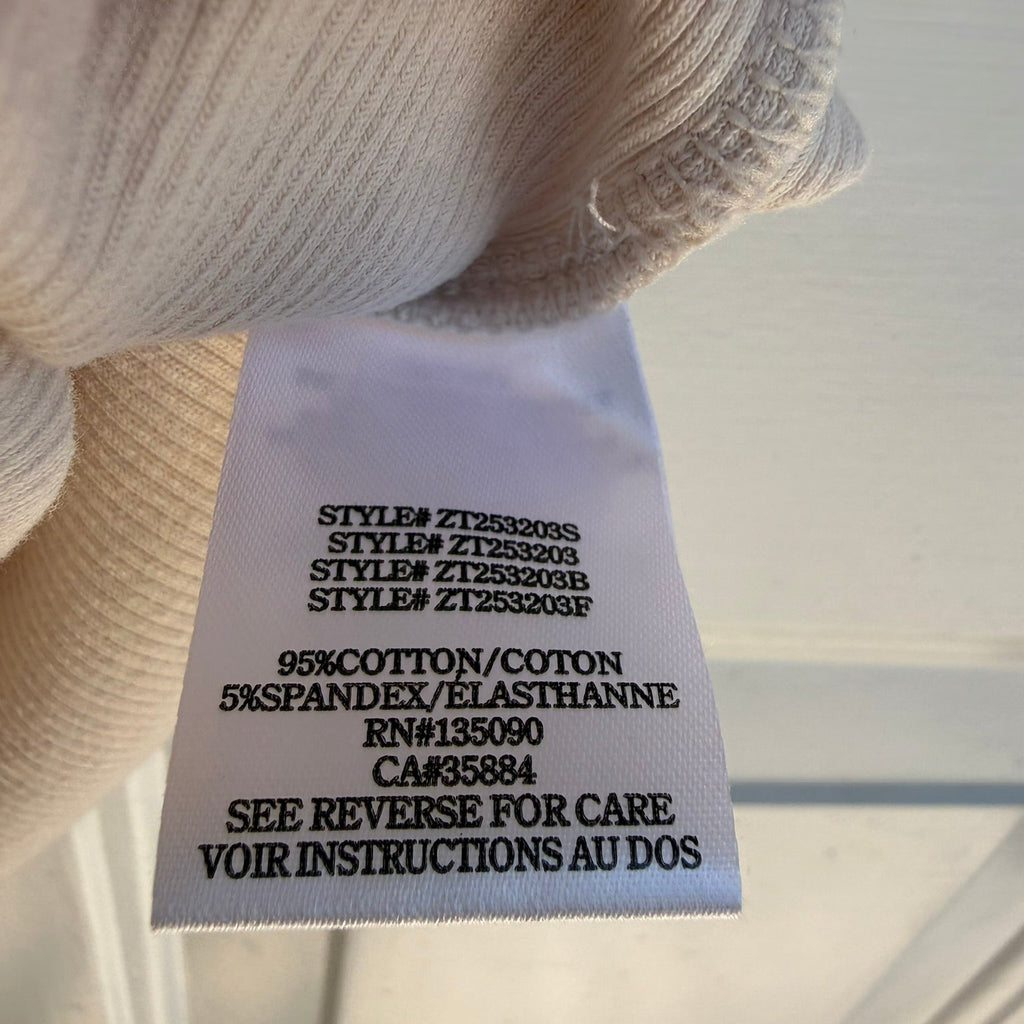 STYLE# ZT253203S
STYLE# ZT253203
STYLE# ZT253203B
STYLE# ZT253203F
95%COTTON/COTON
5%SPANDEX/ÉLASTHANNE
RN#135090
CA#35884
SEE REVERSE FOR CARE
VOIR INSTRUCTIONS AU DOS